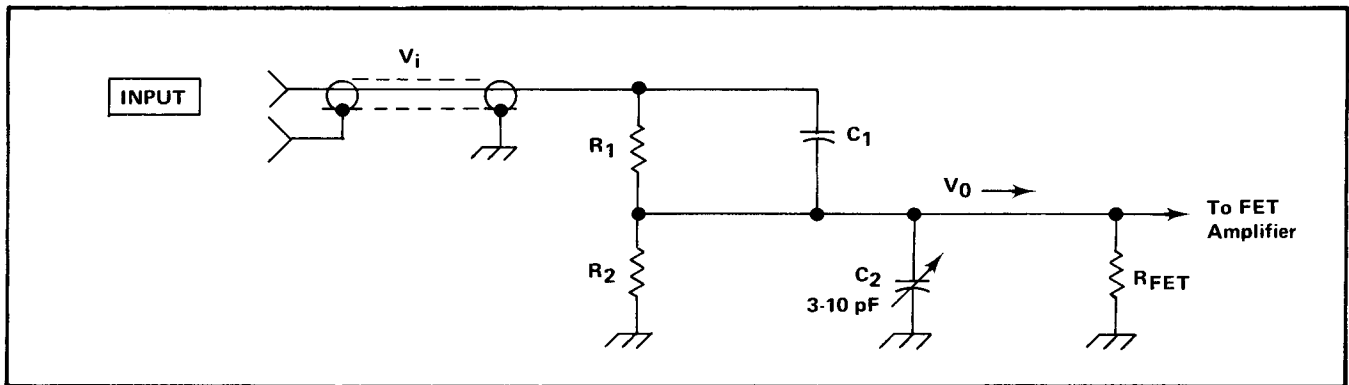 INPUT
Vi
R1
C1
V0
To FET
Amplifier
R2
C2
3-10 pF
RFET